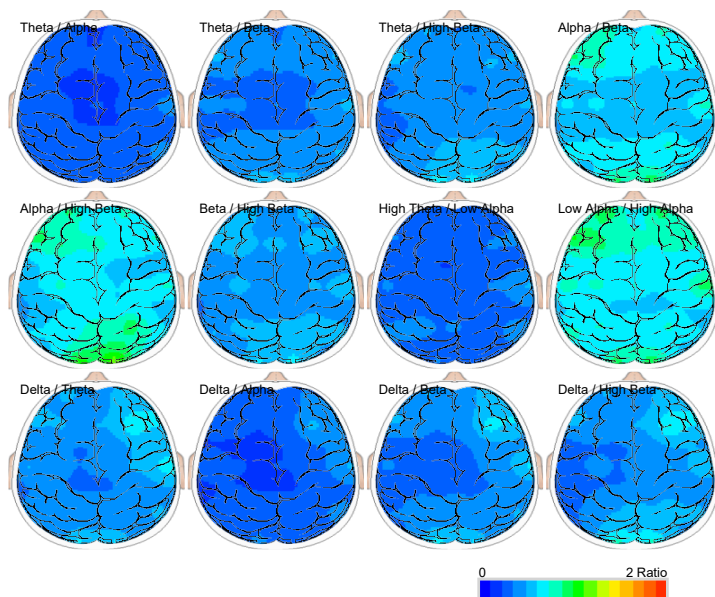 Theta / Alpha
Theta / Beta
Theta / High Beta
Alpha / Beta
Alpha / High Beta
Beta / High Beta
High Theta / Low Alpha
Low Alpha / High Alpha
Delta / Theta
Delta / Alpha
Delta / Beta
Delta / High Beta
0 2 Ratio